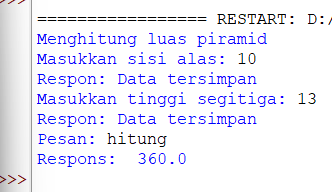 >>>
================= RESTART: D:/
Menghitung luas piramid
Masukkan sisi alas: 10
Respon: Data tersimpan
Masukkan tinggi segitiga: 13
Respon: Data tersimpan
Pesan: hitung
Respons:  360.0
>>>